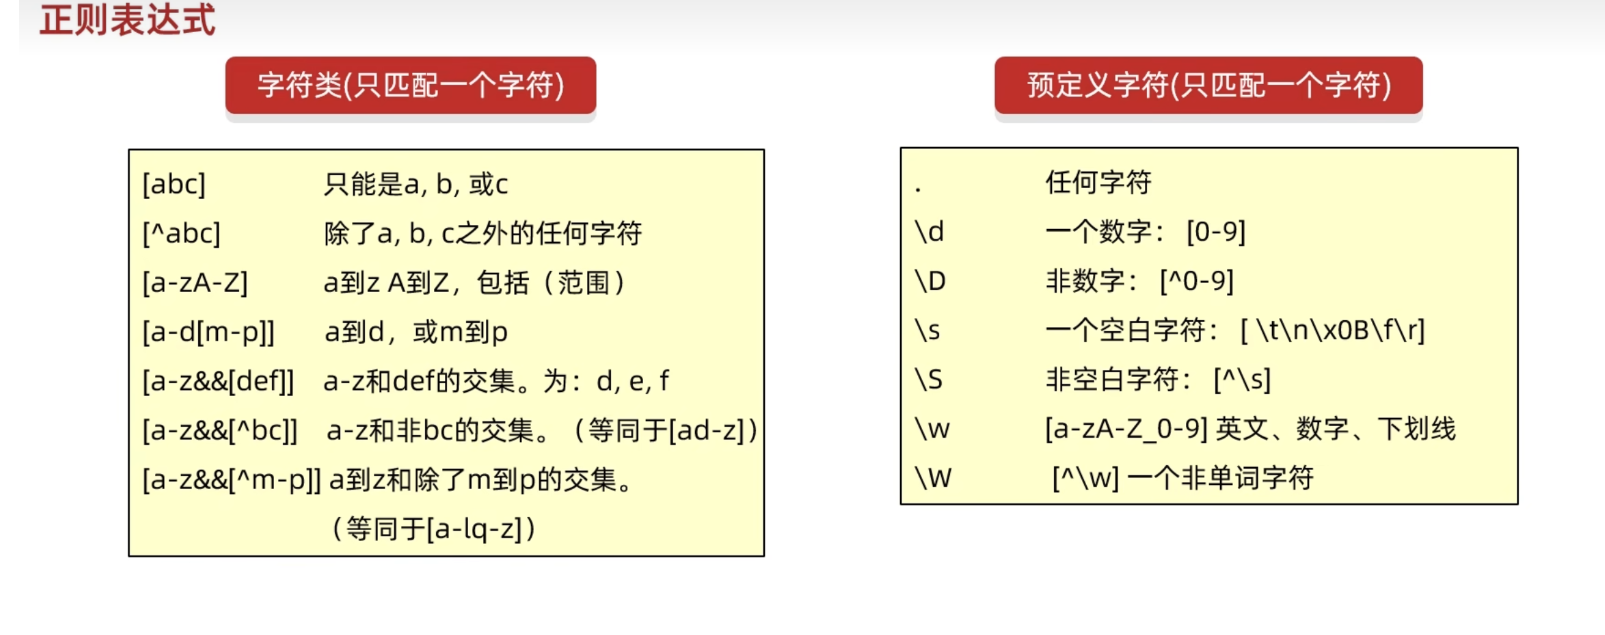 正则表达式
字符类(只匹配一个字符)
[abc] 只能是a, b, 或c
[^abc] 除了a, b, c之外的任何字符
[a-zA-Z] a到z A到Z，包括（范围）
[a-d[m-p]] a到d，或m到p
[a-z&&[def]] a-z和def的交集。为：d, e, f
[a-z&&[^bc]] a-z和非bc的交集。（等同于[ad-z]）
[a-z&&[^m-p]] a到z和除了m到p的交集。
（等同于[a-lq-z]）
预定义字符(只匹配一个字符)
. 任何字符
\d 一个数字： [0-9]
\D 非数字： [^0-9]
\s 一个空白字符： [ \t\n\x0B\f\r]
\S 非空白字符： [^\s]
\w [a-zA-Z_0-9] 英文、数字、下划线
\W [^\w] 一个非单词字符